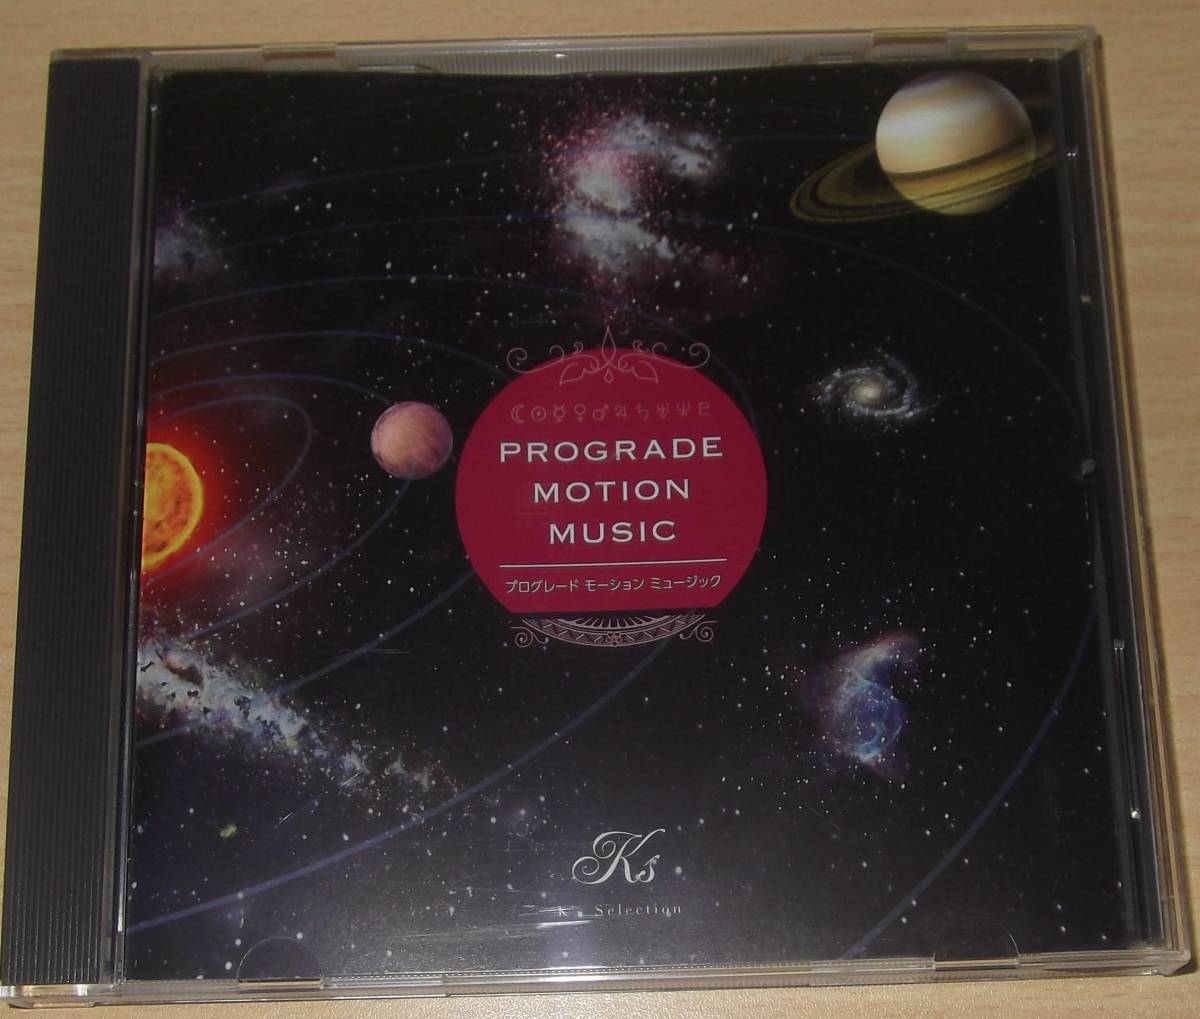 ☾☉☿♀♂♃♄♅♆♇
PROGRADE
MOTION
MUSIC
プログレード モーション ミュージック
Ks
K's Selection